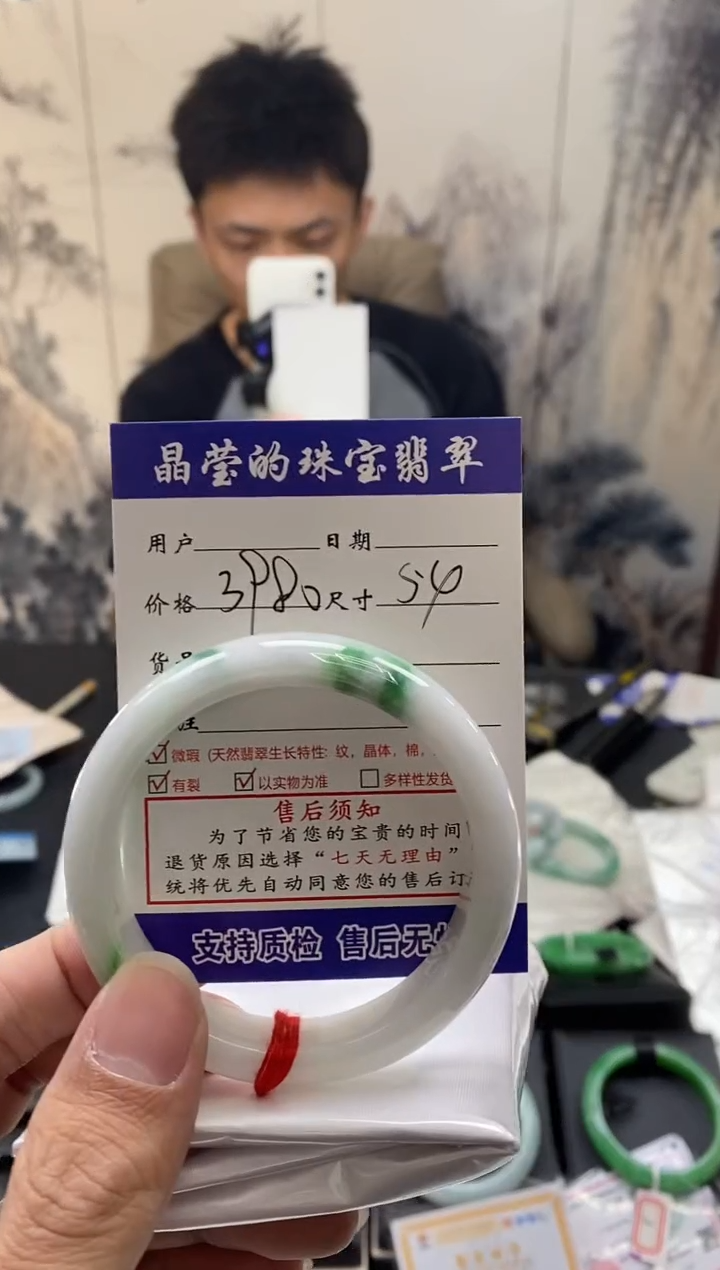 晶莹的珠宝翡翠
用户 日期
价格 3980 尺寸 54
货
注
微瑕 (天然翡翠生长特性: 纹, 晶体, 棉,
有裂 以实物为准 多样性发货
售后须知
为了节省您的宝贵的时间
退货原因选择“七天无理由”
统将优先自动同意您的售后订
支持质检 售后无